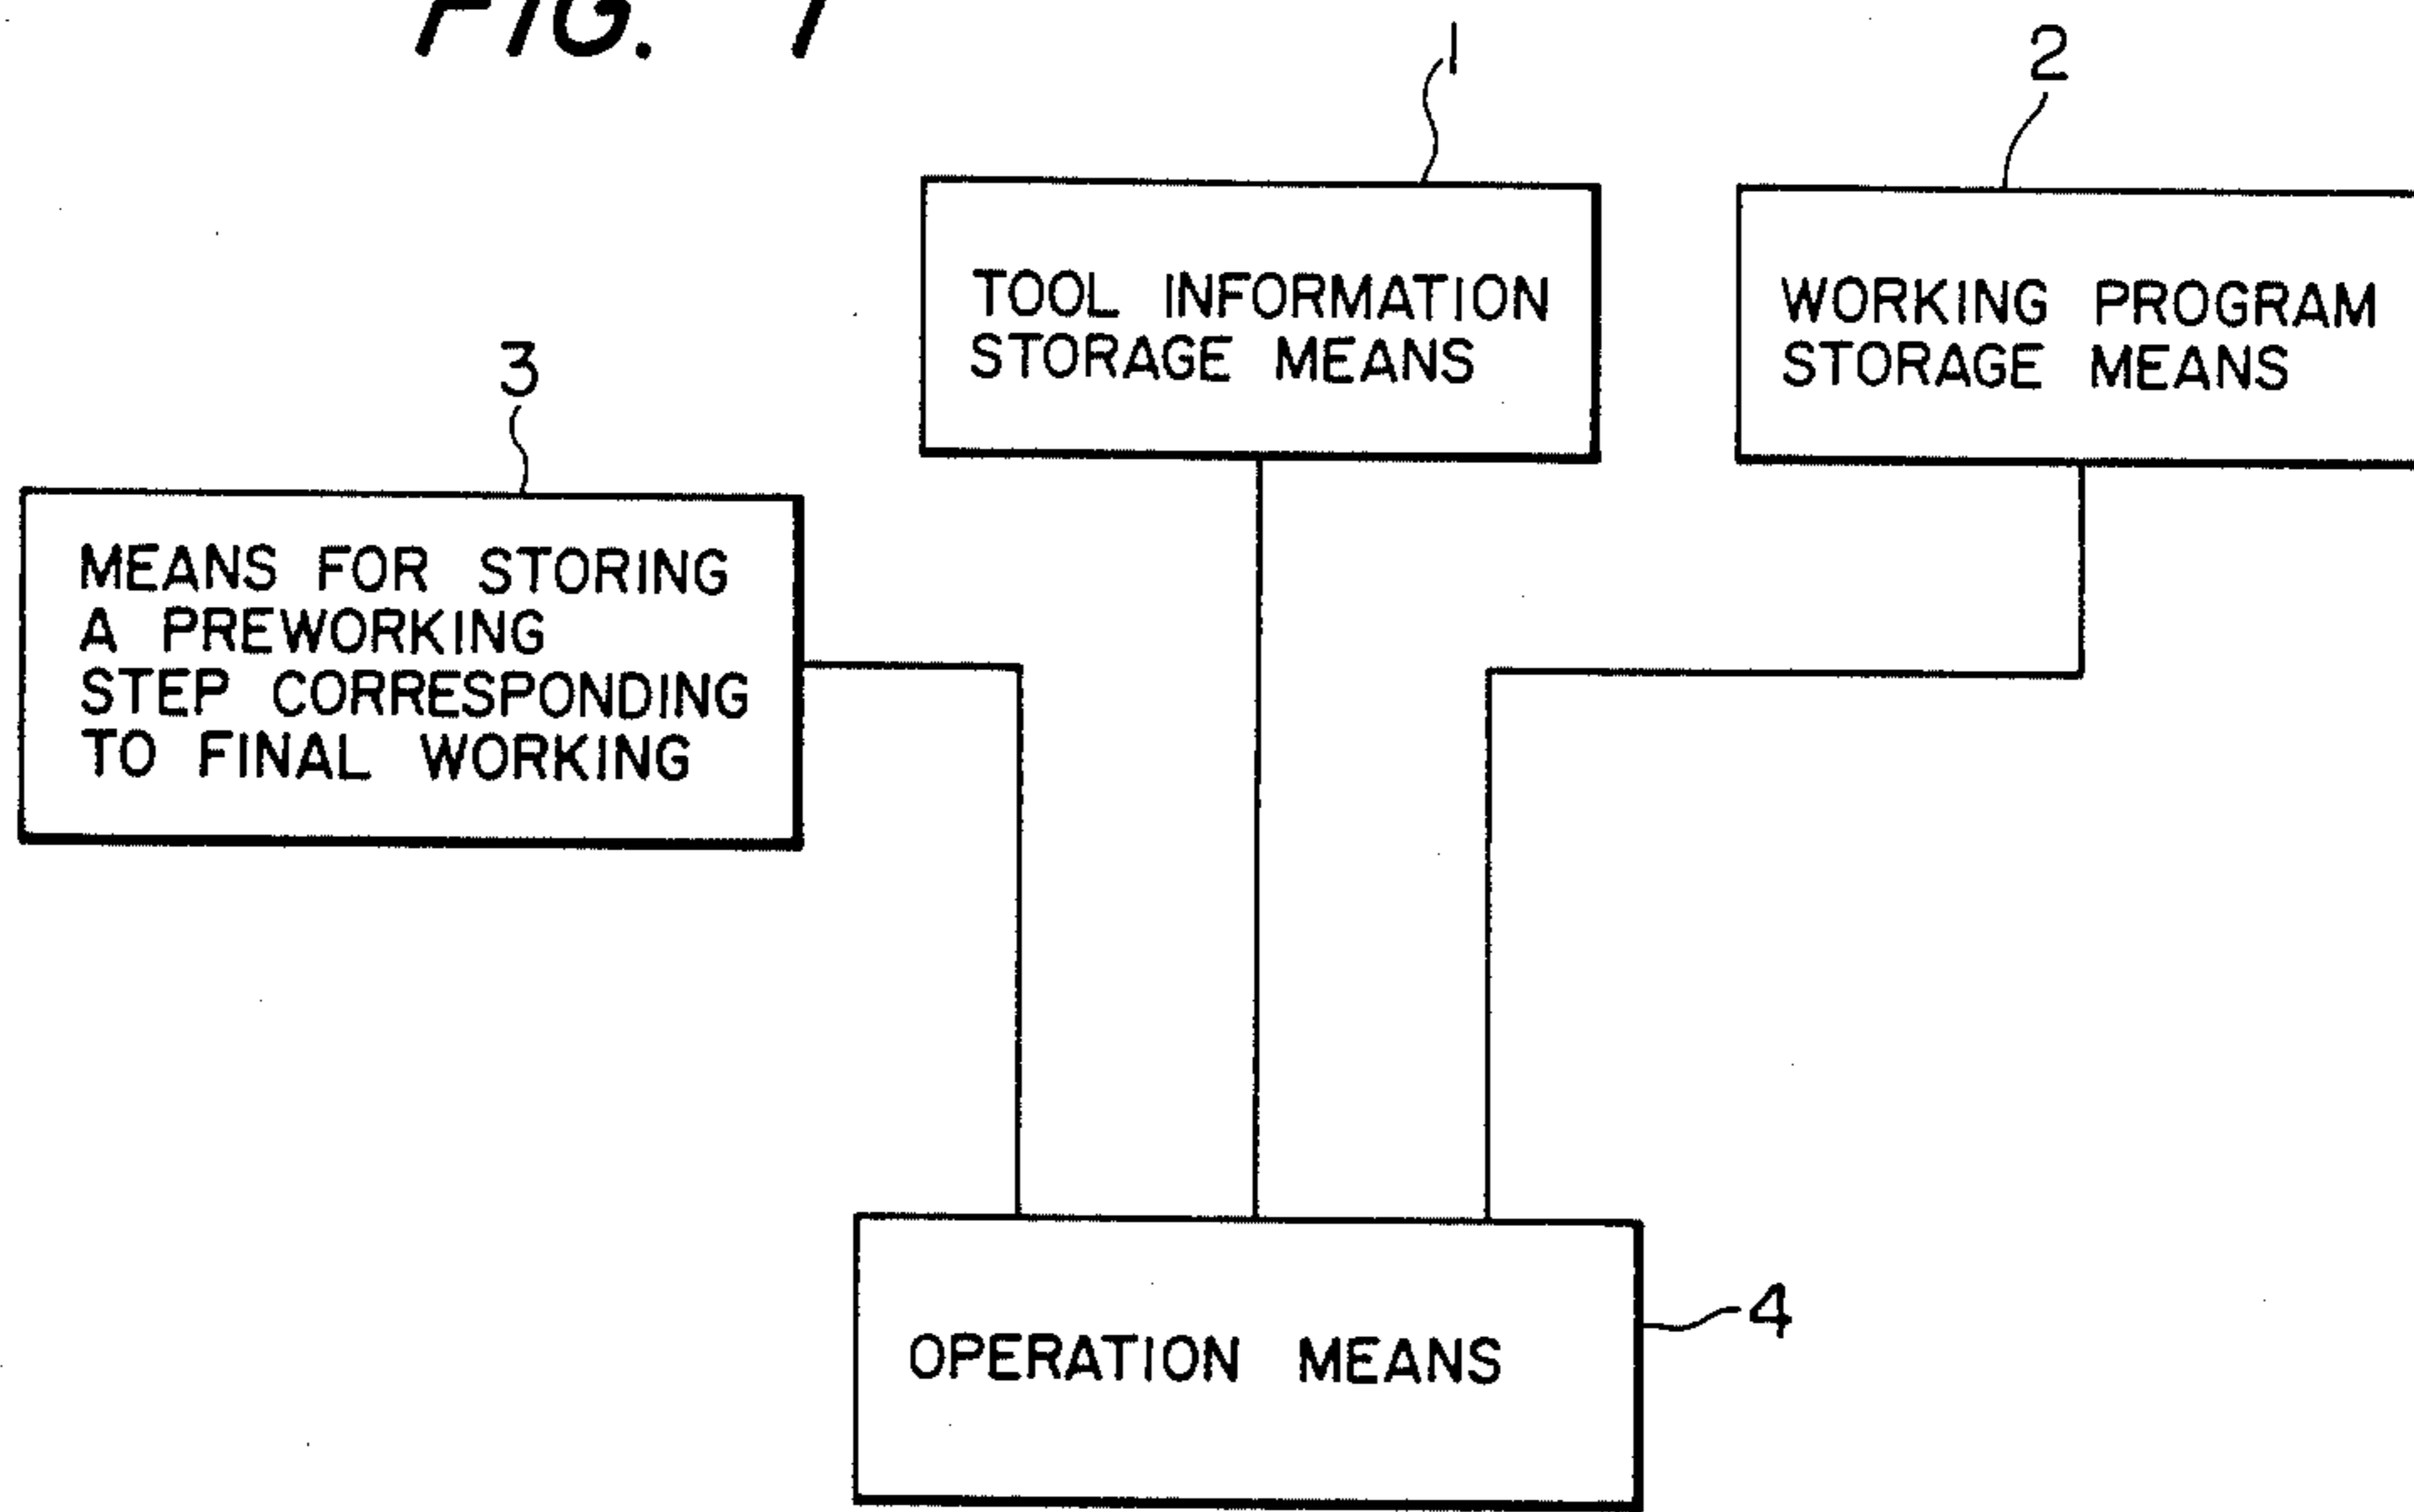 FIG. 1
1
2
TOOL INFORMATION
STORAGE MEANS
WORKING PROGRAM
STORAGE MEANS
3
MEANS FOR STORING
A PREWORKING
STEP CORRESPONDING
TO FINAL WORKING
OPERATION MEANS
4